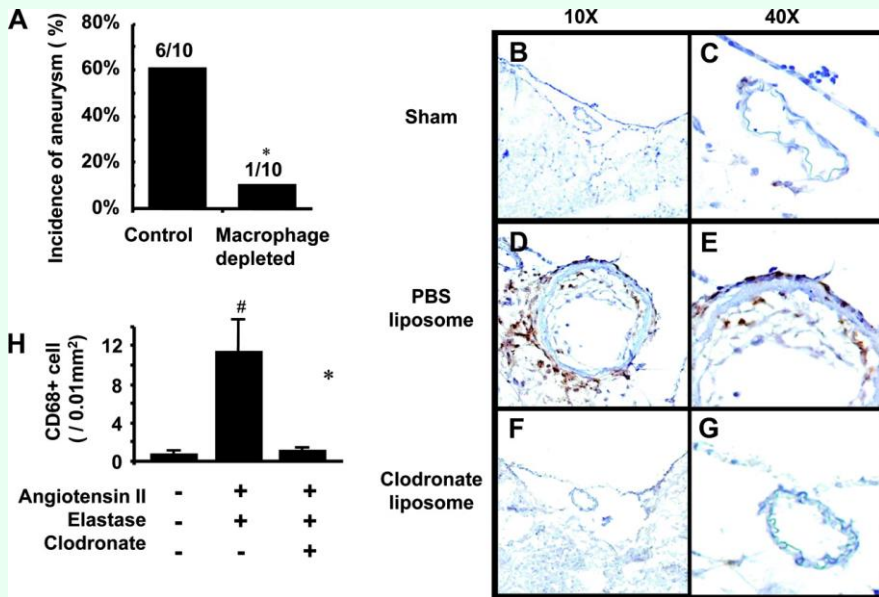 A
Incidence of aneurysm ( %)
80%
60%
40%
20%
0%
6/10
*
1/10
Control
Macrophage
depleted
H
CD68+ cell
( / 0.01mm²)
12
8
4
0
#
*
Angiotensin II - + +
Elastase - + +
Clodronate - - +
10X
40X
Sham
B
C
PBS
liposome
D
E
Clodronate
liposome
F
G